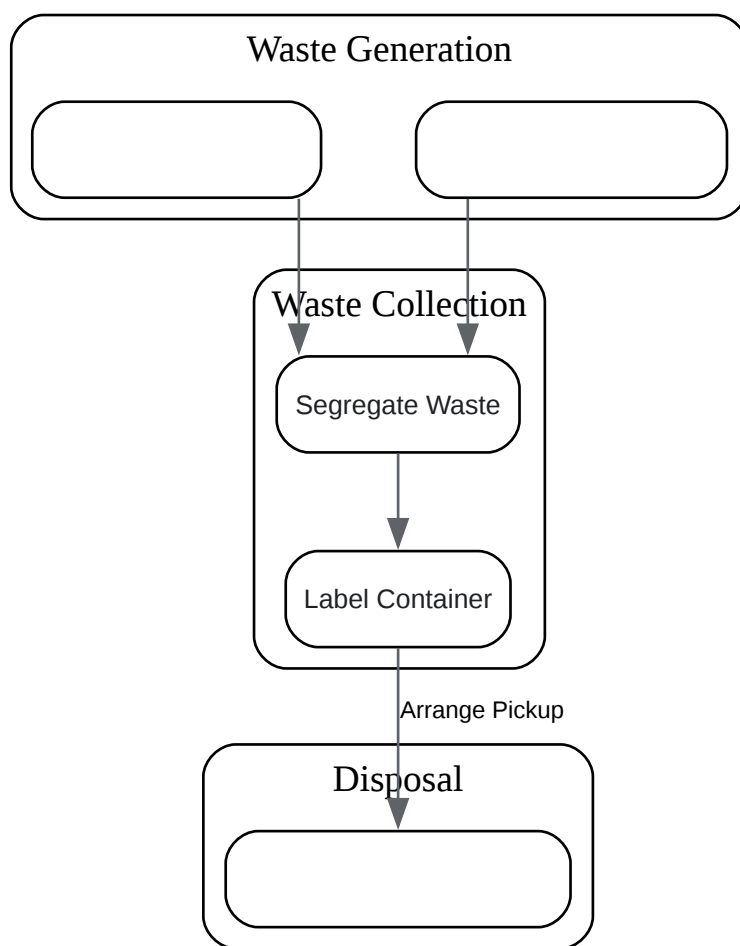 Waste Generation
Waste Collection
Segregate Waste
Label Container
Arrange Pickup
Disposal